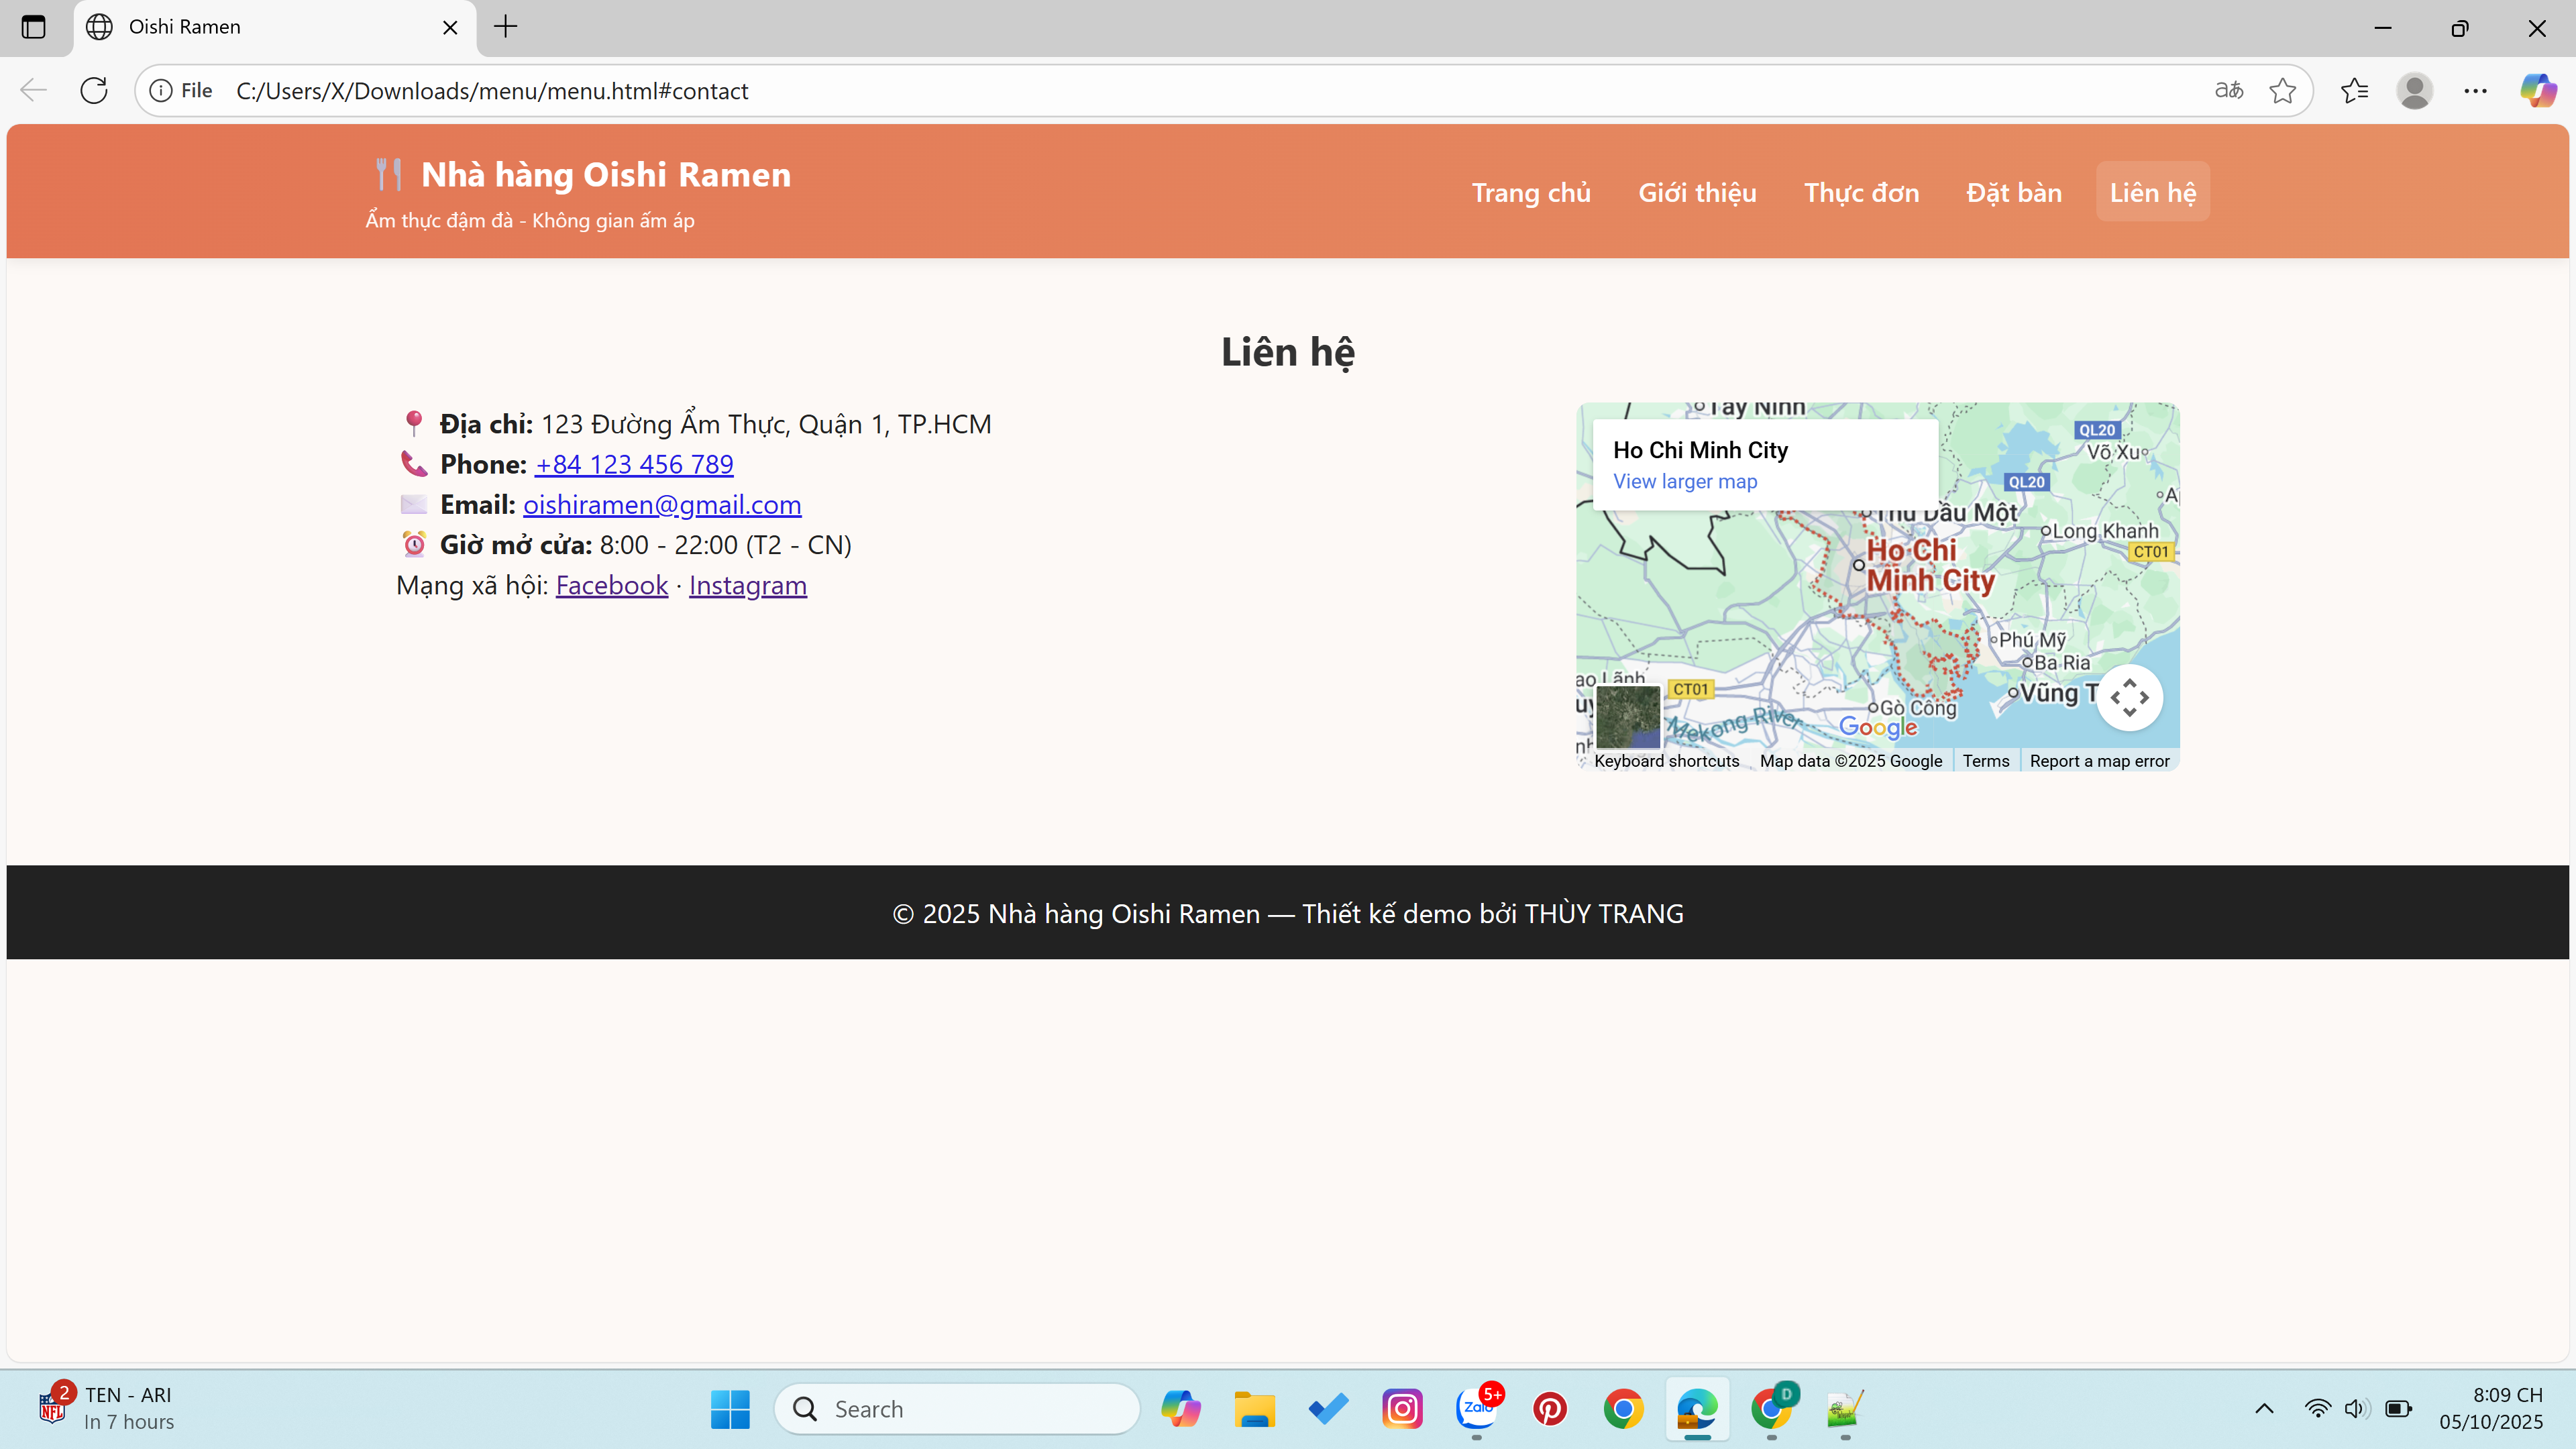 Oishi Ramen
File C:/Users/X/Downloads/menu/menu.html#contact
Nhà hàng Oishi Ramen
Ẩm thực đậm đà - Không gian ấm áp
Trang chủ Giới thiệu Thực đơn Đặt bàn Liên hệ
Liên hệ
Địa chỉ: 123 Đường Ẩm Thực, Quận 1, TP.HCM
Phone: +84 123 456 789
Email: oishiramen@gmail.com
Giờ mở cửa: 8:00 - 22:00 (T2 - CN)
Mạng xã hội: Facebook · Instagram
Tây Ninh
Ho Chi Minh City
View larger map
QL20
Võ Xu
QL20
Thủ Dầu Một
Long Khanh
CT01
Ho Chi
Minh City
Phú Mỹ
Ba Ria
CT01
Vũng T
Gò Công
Mekong River
Google
Keyboard shortcuts Map data ©2025 Google Terms Report a map error
© 2025 Nhà hàng Oishi Ramen — Thiết kế demo bởi THÙY TRANG
2
NFL
TEN - ARI
In 7 hours
Search
Zalo
5+
D
8:09 CH
05/10/2025